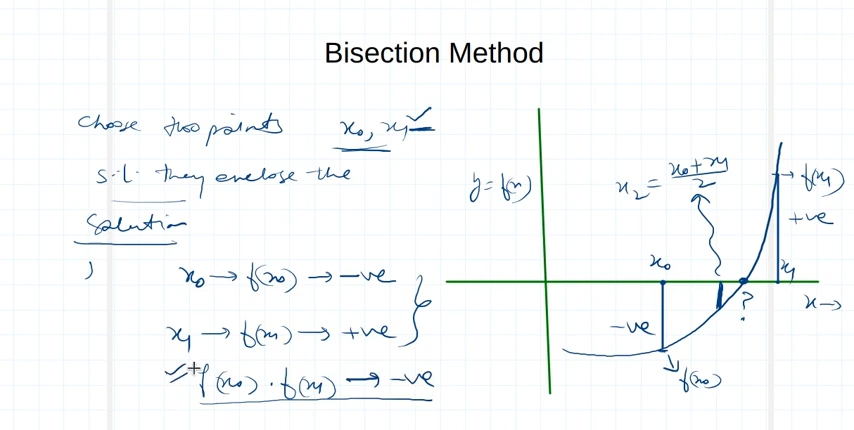 Bisection Method
choose two points x₀, x₁
s.t. they enclose the
solution
x₀ → f(x₀) → -ve
x₁ → f(x₁) → +ve
f(x₀) · f(x₁) → -ve
y = f(x)
x₂ = (x₀ + x₁)/2
→ f(x₁)
+ve
x₀
x₁
?
x →
-ve
f(x₀)